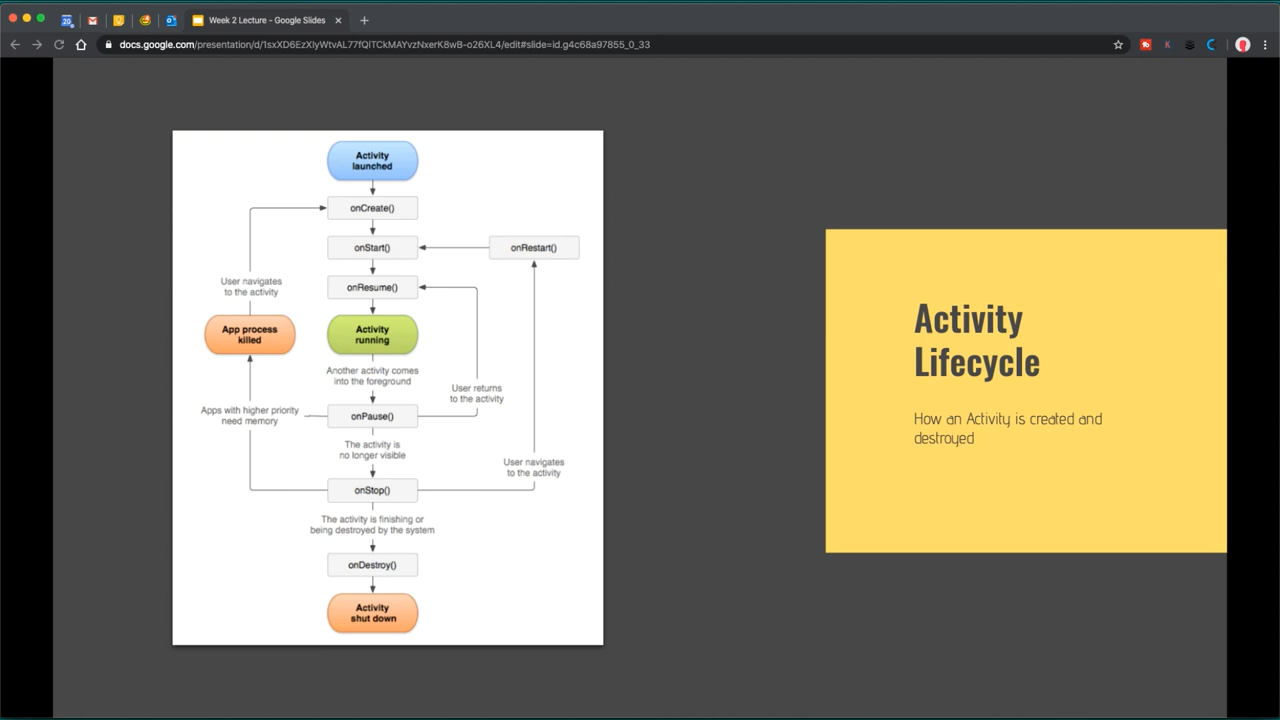 Week 2 Lecture - Google Slides
docs.google.com/presentation/d/1sxXD6EzXlyWtvAL77fQlTCkMAYvzNxerK8wB-o26XL4/edit#slide=id.g4c68a97855_0_33
Activity
launched
onCreate()
onStart()
onRestart()
onResume()
User navigates
to the activity
App process
killed
Activity
running
Another activity comes
into the foreground
User returns
to the activity
Apps with higher priority
need memory
onPause()
The activity is
no longer visible
User navigates
to the activity
onStop()
The activity is finishing or
being destroyed by the system
onDestroy()
Activity
shut down
Activity
Lifecycle
How an Activity is created and
destroyed